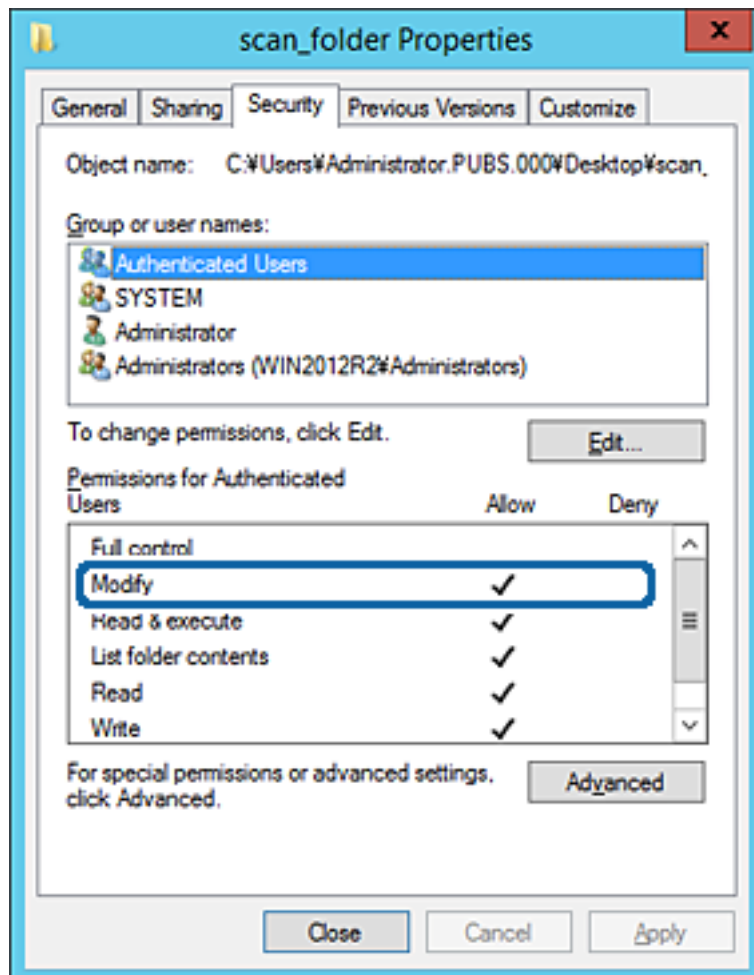 scan_folder Properties
General Sharing Security Previous Versions Customize
Object name: C:¥Users¥Administrator.PUBS.000¥Desktop¥scan_
Group or user names:
Authenticated Users
SYSTEM
Administrator
Administrators (WIN2012R2¥Administrators)
To change permissions, click Edit. Edit...
Permissions for Authenticated
Users Allow Deny
Full control
Modify
Read & execute
List folder contents
Read
Write
For special permissions or advanced settings,
click Advanced. Advanced
Close Cancel Apply